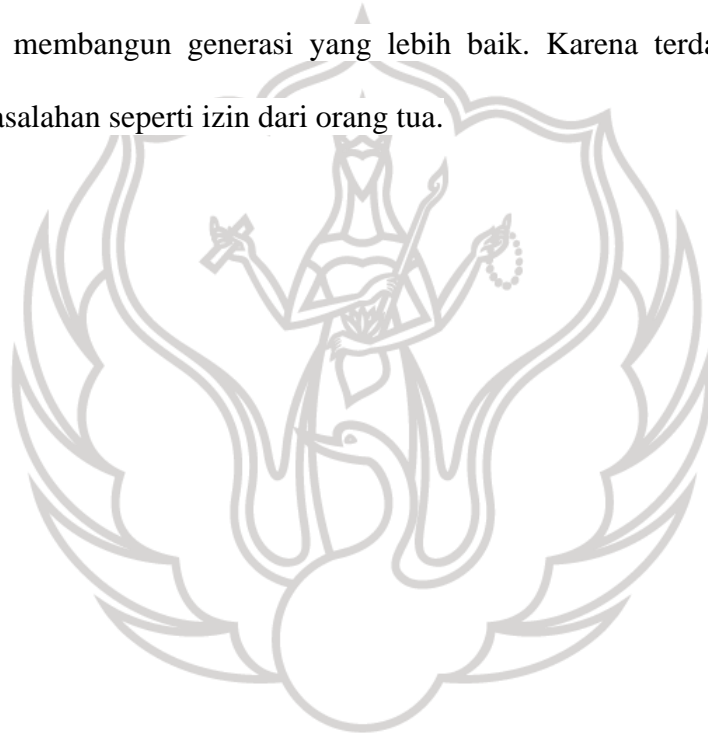 membangun generasi yang lebih baik. Karena terda
asalahan seperti izin dari orang tua.